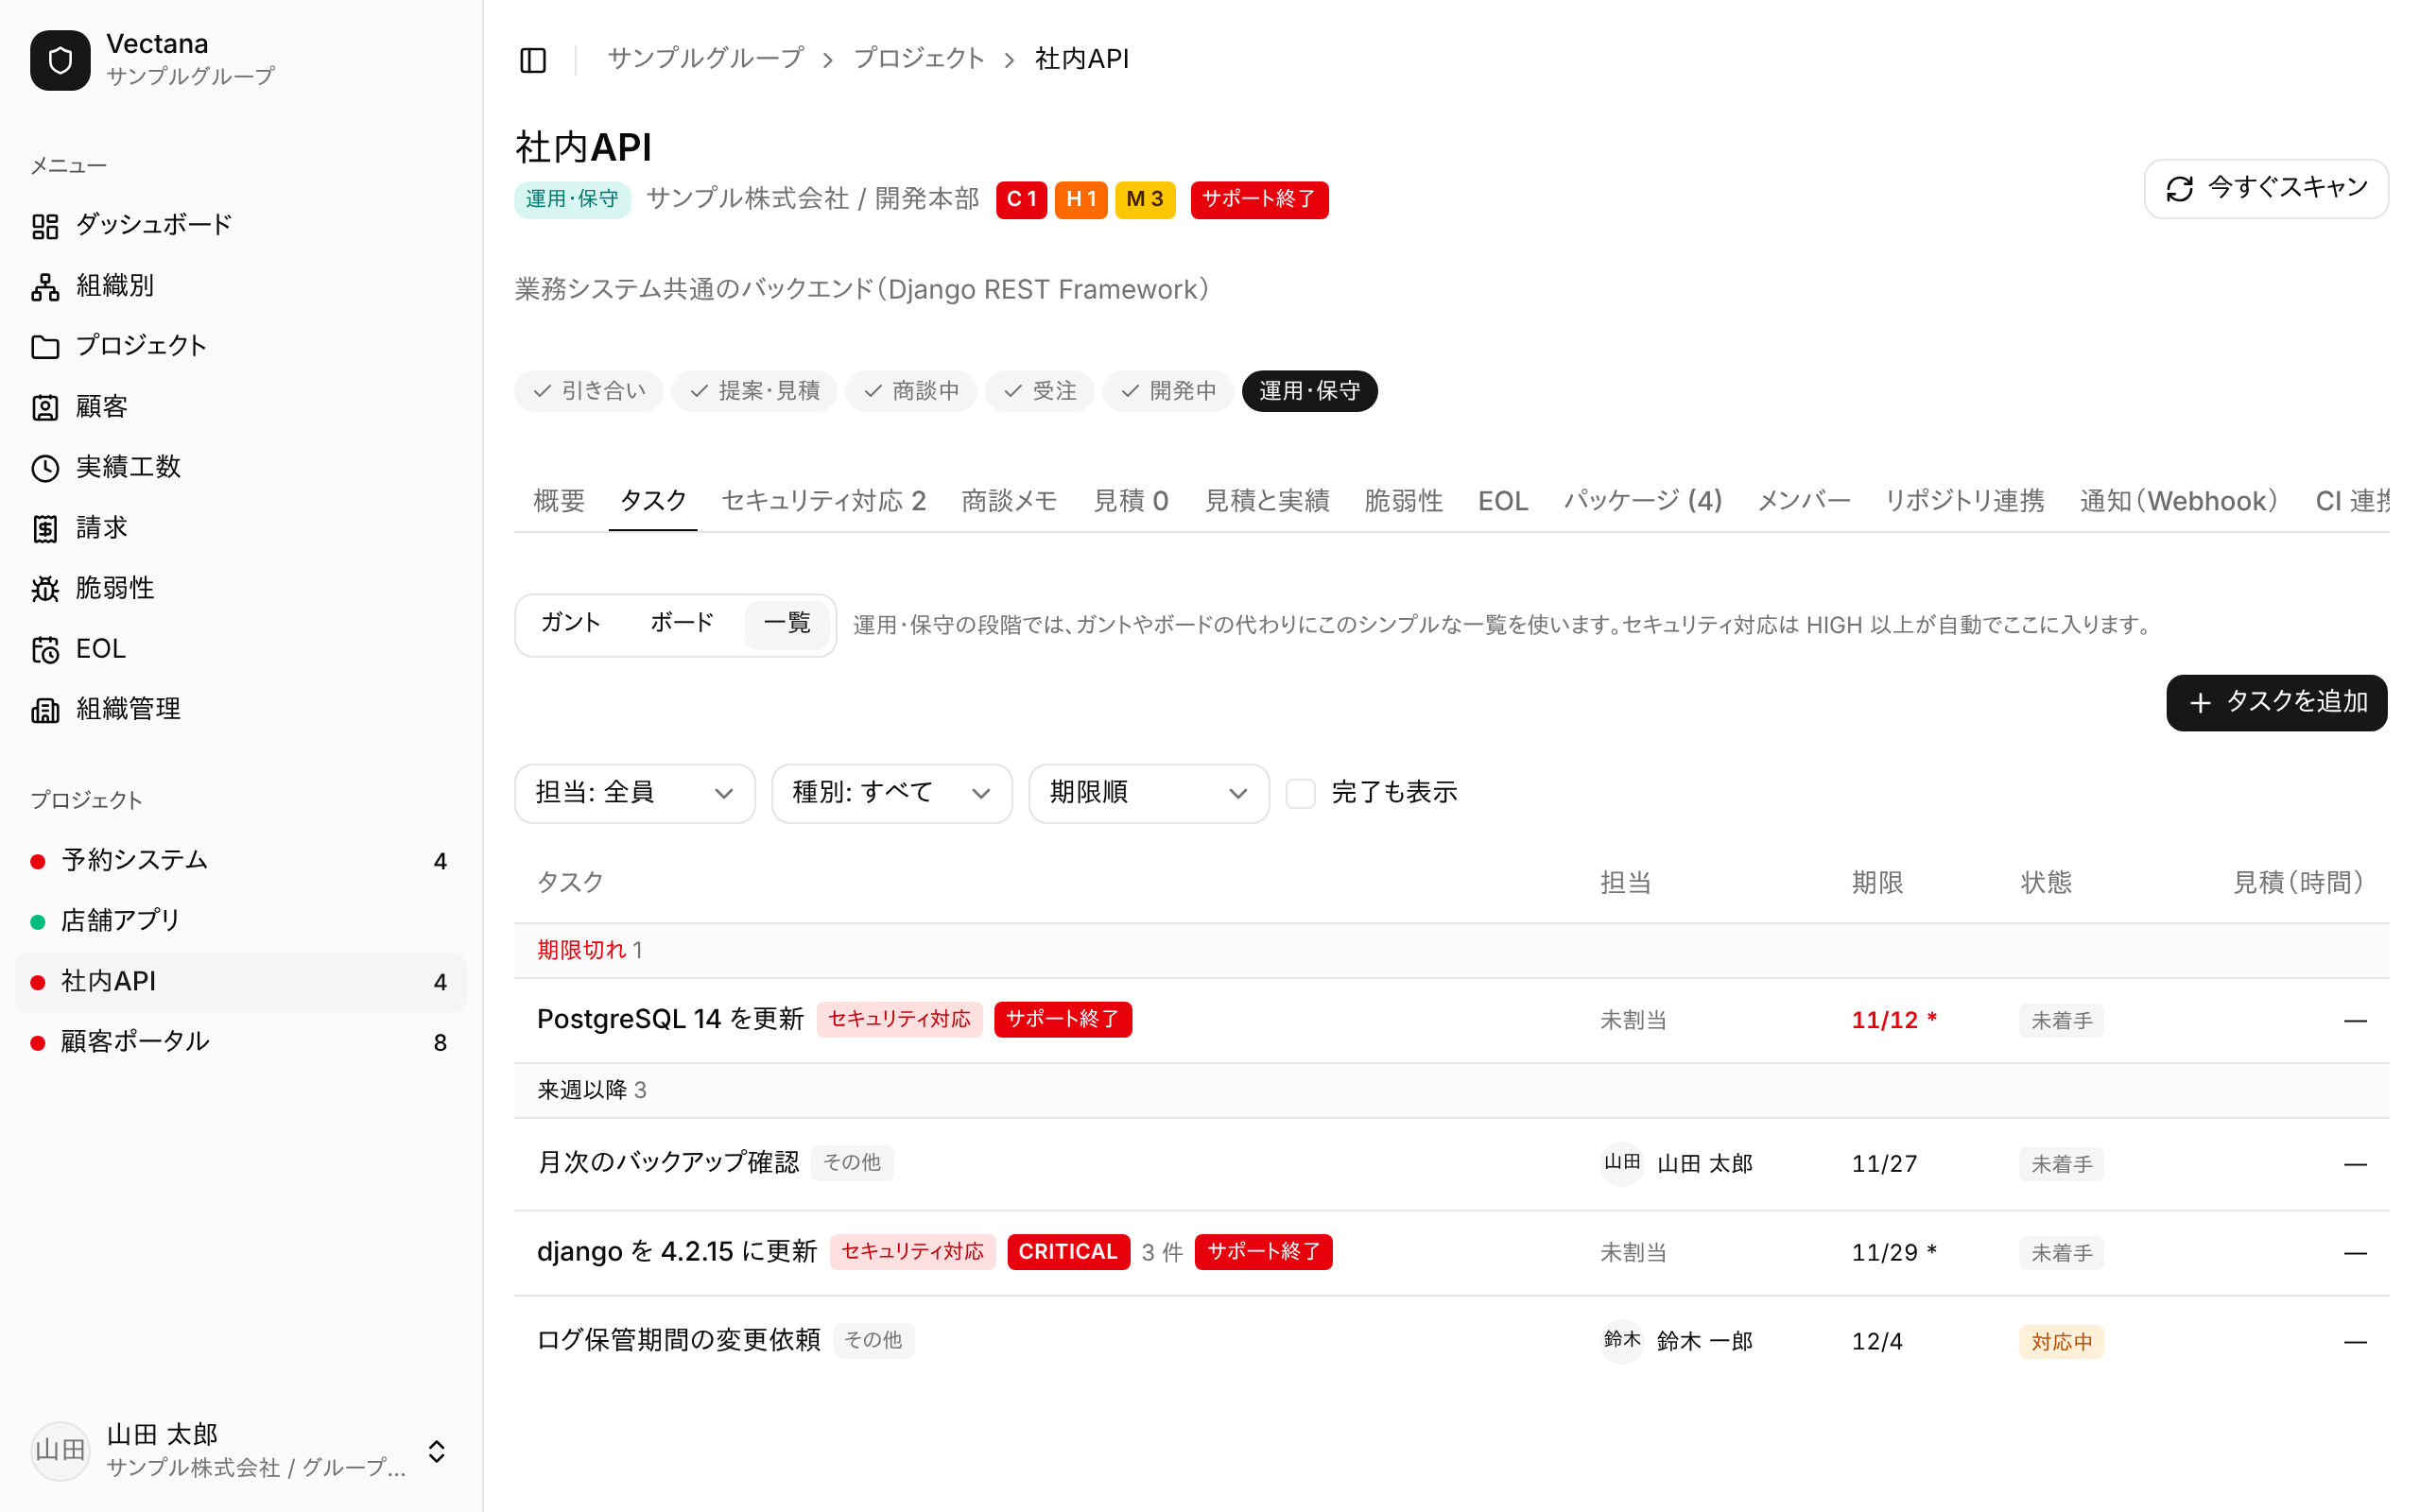 Vectana
サンプルグループ
メニュー
ダッシュボード
組織別
プロジェクト
顧客
実績工数
請求
脆弱性
EOL
組織管理
プロジェクト
予約システム 4
店舗アプリ
社内API 4
顧客ポータル 8
山田
山田 太郎
サンプル株式会社 / グループ...
サンプルグループ > プロジェクト > 社内API
社内API
運用・保守 サンプル株式会社 / 開発本部 C 1 H 1 M 3 サポート終了
今すぐスキャン
業務システム共通のバックエンド（Django REST Framework）
引き合い 提案・見積 商談中 受注 開発中 運用・保守
概要 タスク セキュリティ対応 2 商談メモ 見積 0 見積と実績 脆弱性 EOL パッケージ (4) メンバー リポジトリ連携 通知（Webhook） CI 連携
ガント ボード 一覧 運用・保守の段階では、ガントやボードの代わりにこのシンプルな一覧を使います。セキュリティ対応は HIGH 以上が自動でここに入ります。
タスクを追加
担当: 全員 種別: すべて 期限順 完了も表示
タスク 担当 期限 状態 見積（時間）
期限切れ 1
PostgreSQL 14 を更新 セキュリティ対応 サポート終了 未割当 11/12 * 未着手 —
来週以降 3
月次のバックアップ確認 その他 山田 山田 太郎 11/27 未着手 —
django を 4.2.15 に更新 セキュリティ対応 CRITICAL 3 件 サポート終了 未割当 11/29 * 未着手 —
ログ保管期間の変更依頼 その他 鈴木 鈴木 一郎 12/4 対応中 —